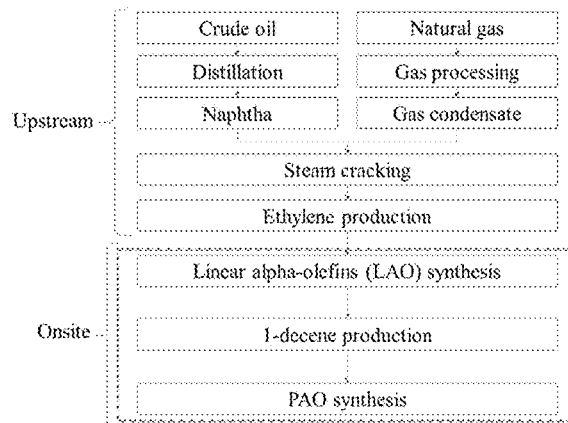 Crude oil
Natural gas
Distillation
Gas processing
Naphtha
Gas condensate
Upstream
Steam cracking
Ethylene production
Linear alpha-olefins (LAO) synthesis
Onsite
1-decene production
PAO synthesis